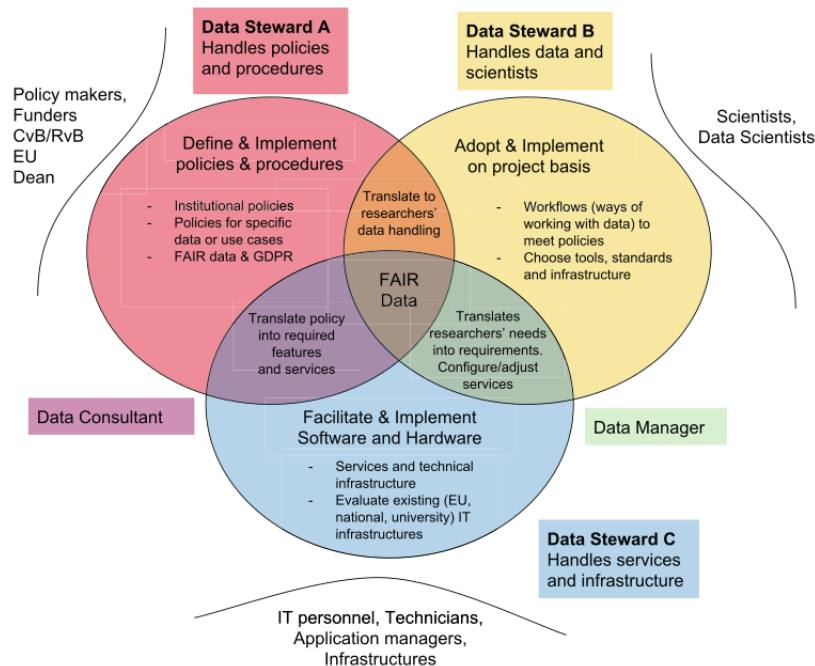 Data Steward A
Handles policies
and procedures
Data Steward B
Handles data and
scientists
Policy makers,
Funders
CvB/RvB
EU
Dean
Scientists,
Data Scientists
Define & Implement
policies & procedures
- Institutional policies
- Policies for specific
data or use cases
- FAIR data & GDPR
Translate to
researchers'
data handling
Adopt & Implement
on project basis
- Workflows (ways of
working with data) to
meet policies
- Choose tools, standards
and infrastructure
FAIR
Data
Translate policy
into required
features
and services
Translates
researchers' needs
into requirements.
Configure/adjust
services
Data Consultant
Data Manager
Facilitate & Implement
Software and Hardware
- Services and technical
infrastructure
- Evaluate existing (EU,
national, university) IT
infrastructures
Data Steward C
Handles services
and infrastructure
IT personnel, Technicians,
Application managers,
Infrastructures